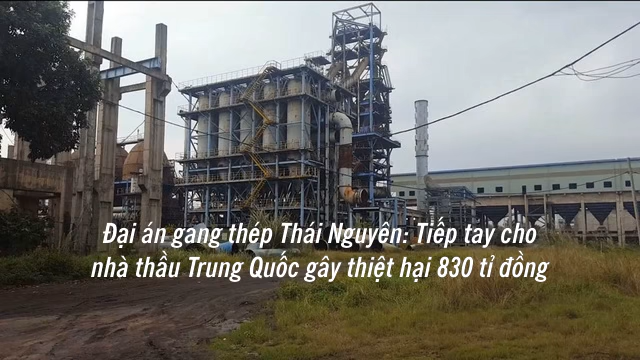 Đại án gang thép Thái Nguyên: Tiếp tay cho
nhà thầu Trung Quốc gây thiệt hại 830 tỉ đồng